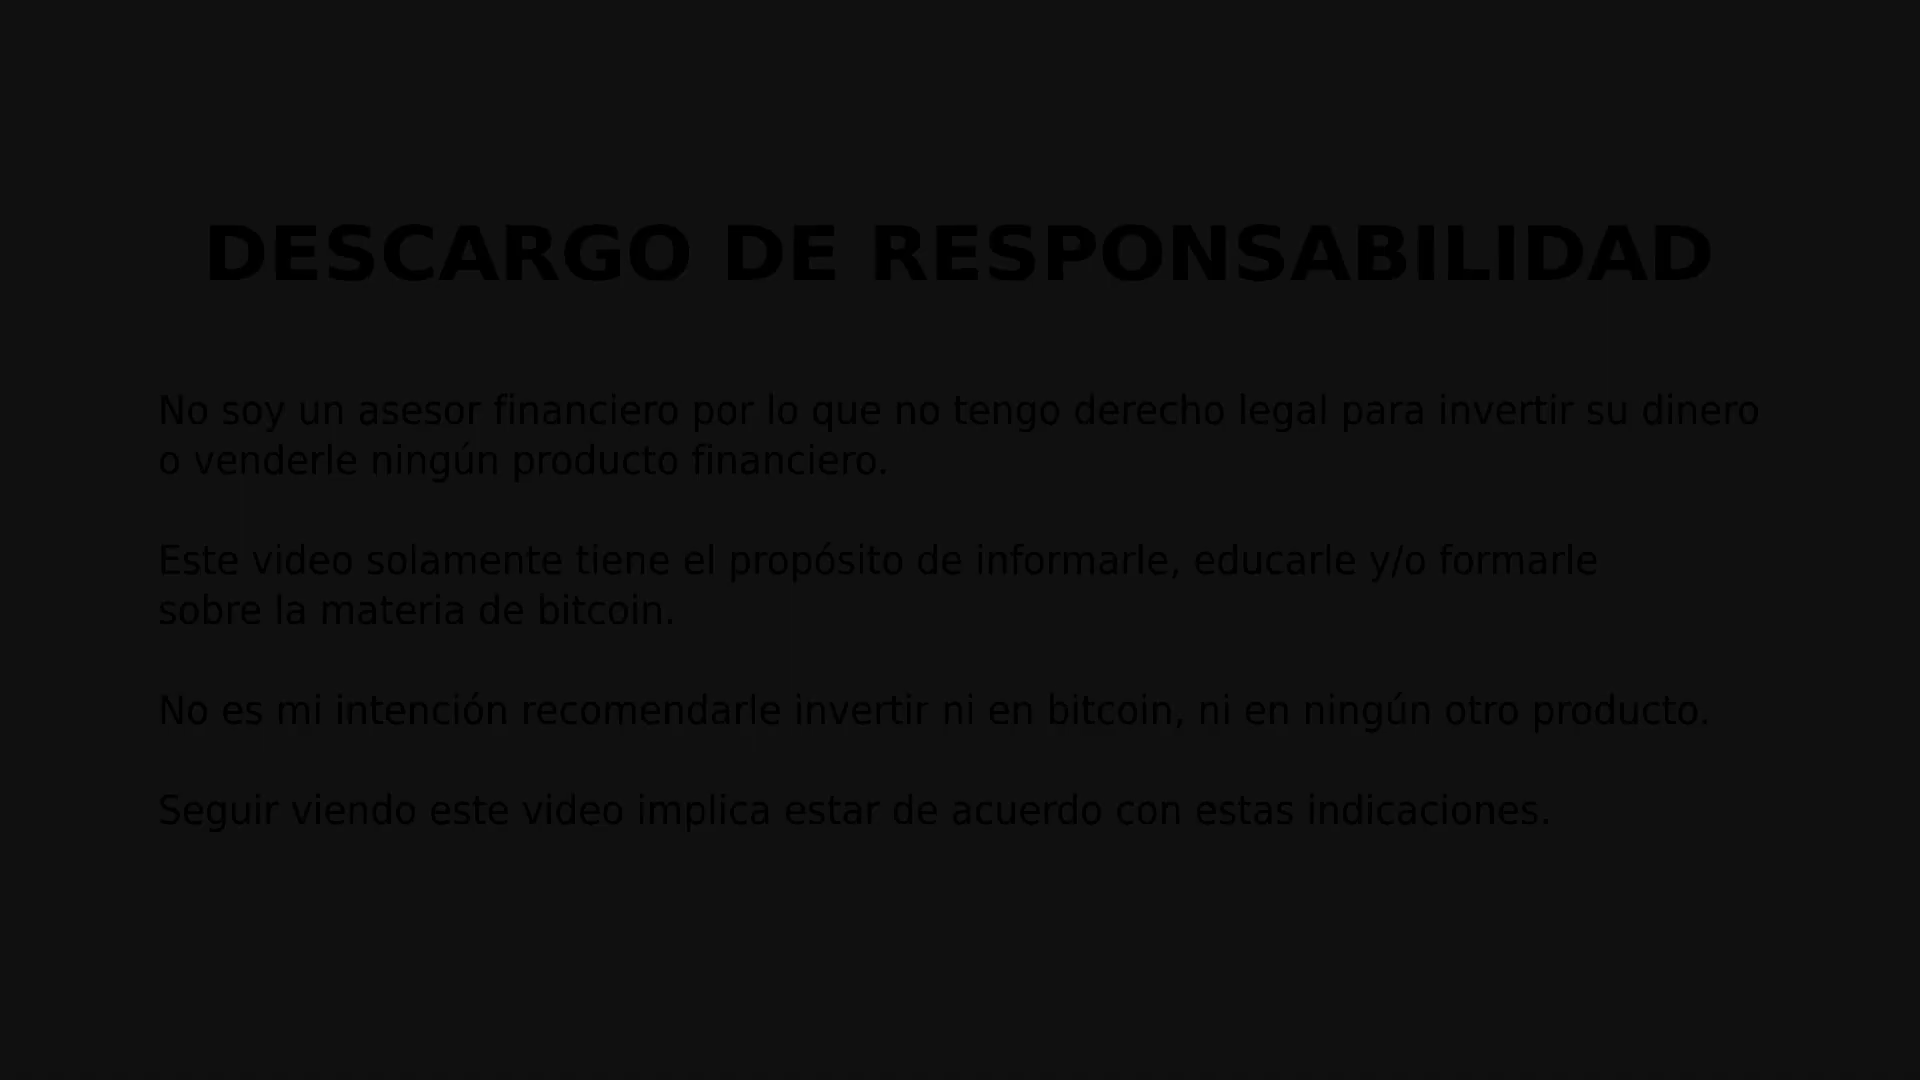 DESCARGO DE RESPONSABILIDAD
No soy un asesor financiero por lo que no tengo derecho legal para invertir su dinero
o venderle ningún producto financiero.
Este video solamente tiene el propósito de informarle, educarle y/o formarle
sobre la materia de bitcoin.
No es mi intención recomendarle invertir ni en bitcoin, ni en ningún otro producto.
Seguir viendo este video implica estar de acuerdo con estas indicaciones.